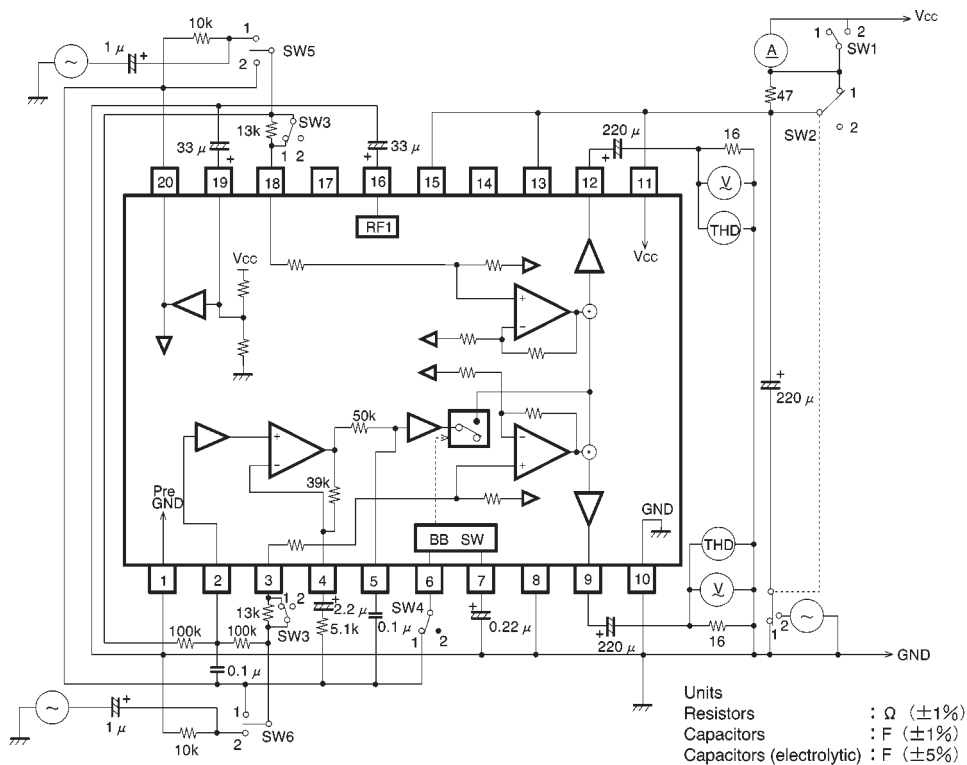 10k
1
2
SW5
1 μ
+
~
VCC
1
2
SW1
A
47
1
SW2
2
13k
SW3
1 2
33 μ
+
33 μ
+
220 μ
+
16
V
~
THD
20
19
18
17
16
15
14
13
12
11
RF1
VCC
VCC
+
−
+
220 μ
50k
39k
+
−
−
+
Pre
GND
BB SW
GND
THD
V
~
1
2
3
4
5
6
7
8
9
10
13k
1 2
SW3
+
2.2 μ
5.1k
0.1 μ
SW4
1 2
+
0.22 μ
+
220 μ
16
1
2
~
100k
100k
0.1 μ
GND
~
+
1 μ
1
2
SW6
10k
Units
Resistors : Ω (±1%)
Capacitors : F (±1%)
Capacitors (electrolytic) : F (±5%)